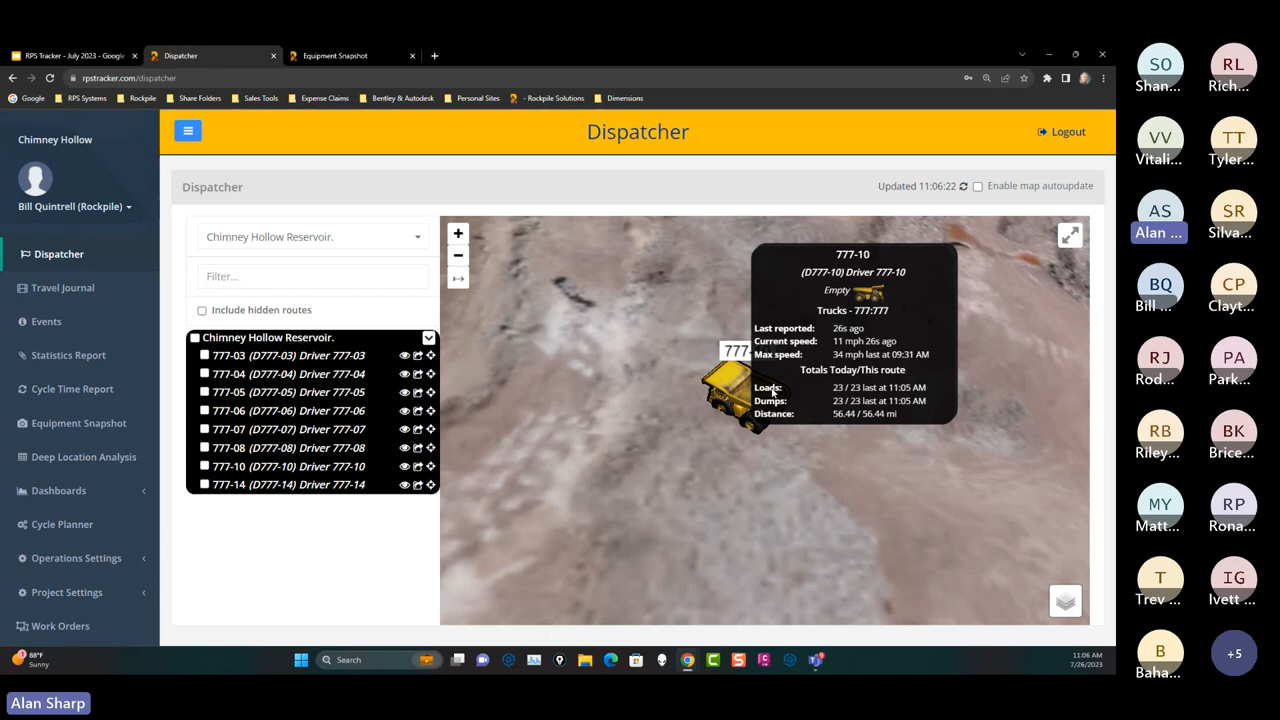 RPS Tracker - July 2023 - Google
Dispatcher
Equipment Snapshot
rpstracker.com/dispatcher
Google
RPS Systems
Rockpile
Share Folders
Sales Tools
Expense Claims
Bentley & Autodesk
Personal Sites
- Rockpile Solutions
Dimensions
Chimney Hollow
Bill Quintrell (Rockpile)
Dispatcher
Travel Journal
Events
Statistics Report
Cycle Time Report
Equipment Snapshot
Deep Location Analysis
Dashboards
Cycle Planner
Operations Settings
Project Settings
Work Orders
Dispatcher
Logout
Dispatcher
Updated 11:06:22
Enable map autoupdate
Chimney Hollow Reservoir.
Filter...
Include hidden routes
Chimney Hollow Reservoir.
777-03 (D777-03) Driver 777-03
777-04 (D777-04) Driver 777-04
777-05 (D777-05) Driver 777-05
777-06 (D777-06) Driver 777-06
777-07 (D777-07) Driver 777-07
777-08 (D777-08) Driver 777-08
777-10 (D777-10) Driver 777-10
777-14 (D777-14) Driver 777-14
777-
777-10
(D777-10) Driver 777-10
Empty
Trucks - 777:777
Last reported: 26s ago
Current speed: 11 mph 26s ago
Max speed: 34 mph last at 09:31 AM
Totals Today/This route
Loads: 23 / 23 last at 11:05 AM
Dumps: 23 / 23 last at 11:05 AM
Distance: 56.44 / 56.44 mi
88°F
Sunny
Search
11:06 AM
7/26/2023
SO
Shan...
RL
Rich...
VV
Vitali...
TT
Tyler...
AS
Alan ...
SR
Silva...
BQ
Bill ...
CP
Clayt...
RJ
Rod...
PA
Park...
RB
Riley...
BK
Brice...
MY
Matt...
RP
Rona...
T
Trev ...
IG
Ivett ...
B
Baha...
+5
Alan Sharp